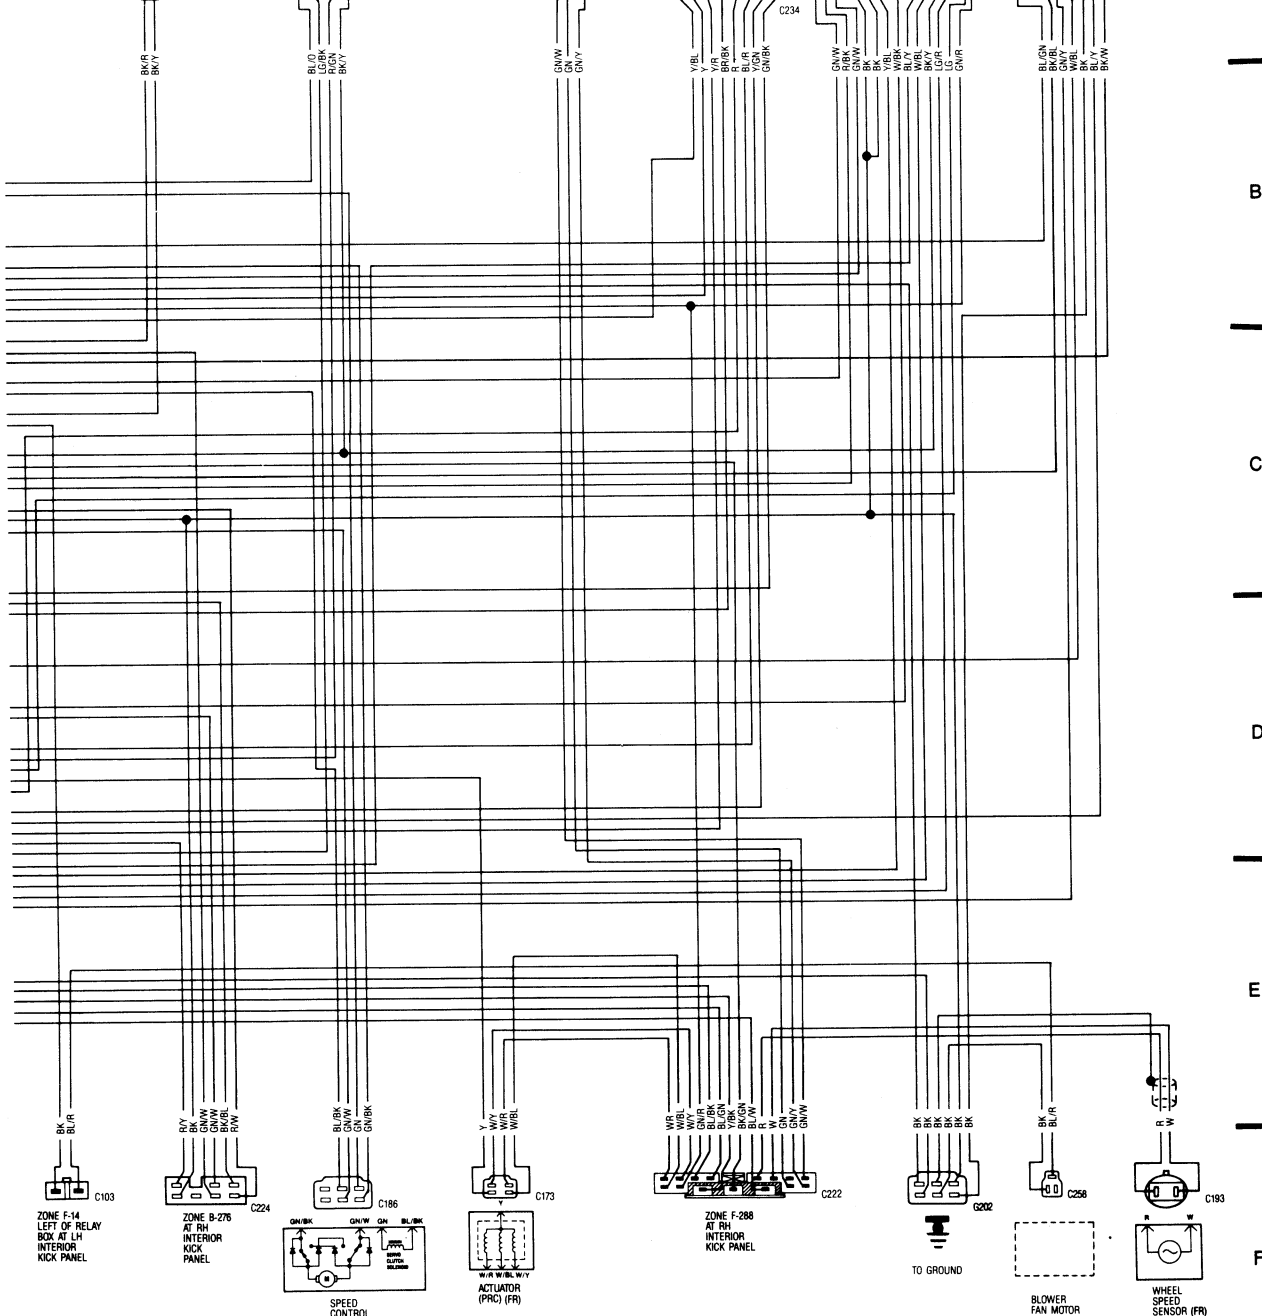 C234
BK/R
BK/Y
BL/O
LG/BK
R/GN
BK/Y
GN/W
GN
GN/Y
Y/BL
Y
Y/R
BR/BK
R
BL/R
Y/GN
GN/BK
GN/W
R/BK
GN/W
BK
BK
Y/BL
W/BK
BL/Y
W/BL
BK/Y
LG/R
LG
GN/R
BL/GN
BK/BL
GN/Y
W/BL
BK
BL/Y
BK/W
B
C
D
E
F
BK
BL/R
R/Y
BK
GN/W
GN/W
BK/BL
R/W
BL/BK
GN/W
GN
GN/BK
Y
W/Y
W/R
W/BL
WR
W/BL
W/Y
GN/R
BL/BK
BL/GN
Y/BK
BK/GN
BL/W
R
W
GN
GN/Y
GN/W
BK
BK
BK
BK
BK
BK
BL/R
R
W
C103
C224
C186
C173
C222
G202
C258
C193
ZONE F-14
LEFT OF RELAY
BOX AT LH
INTERIOR
KICK PANEL
ZONE B-276
AT RH
INTERIOR
KICK
PANEL
GN/BK
GN/W
GN
BL/BK
SERVO
CLUTCH
SOLENOID
M
SPEED
CONTROL
Y
W/R W/BL W/Y
ACTUATOR
(PRC) (FR)
ZONE F-288
AT RH
INTERIOR
KICK PANEL
TO GROUND
BLOWER
FAN MOTOR
R
W
WHEEL
SPEED
SENSOR (FR)